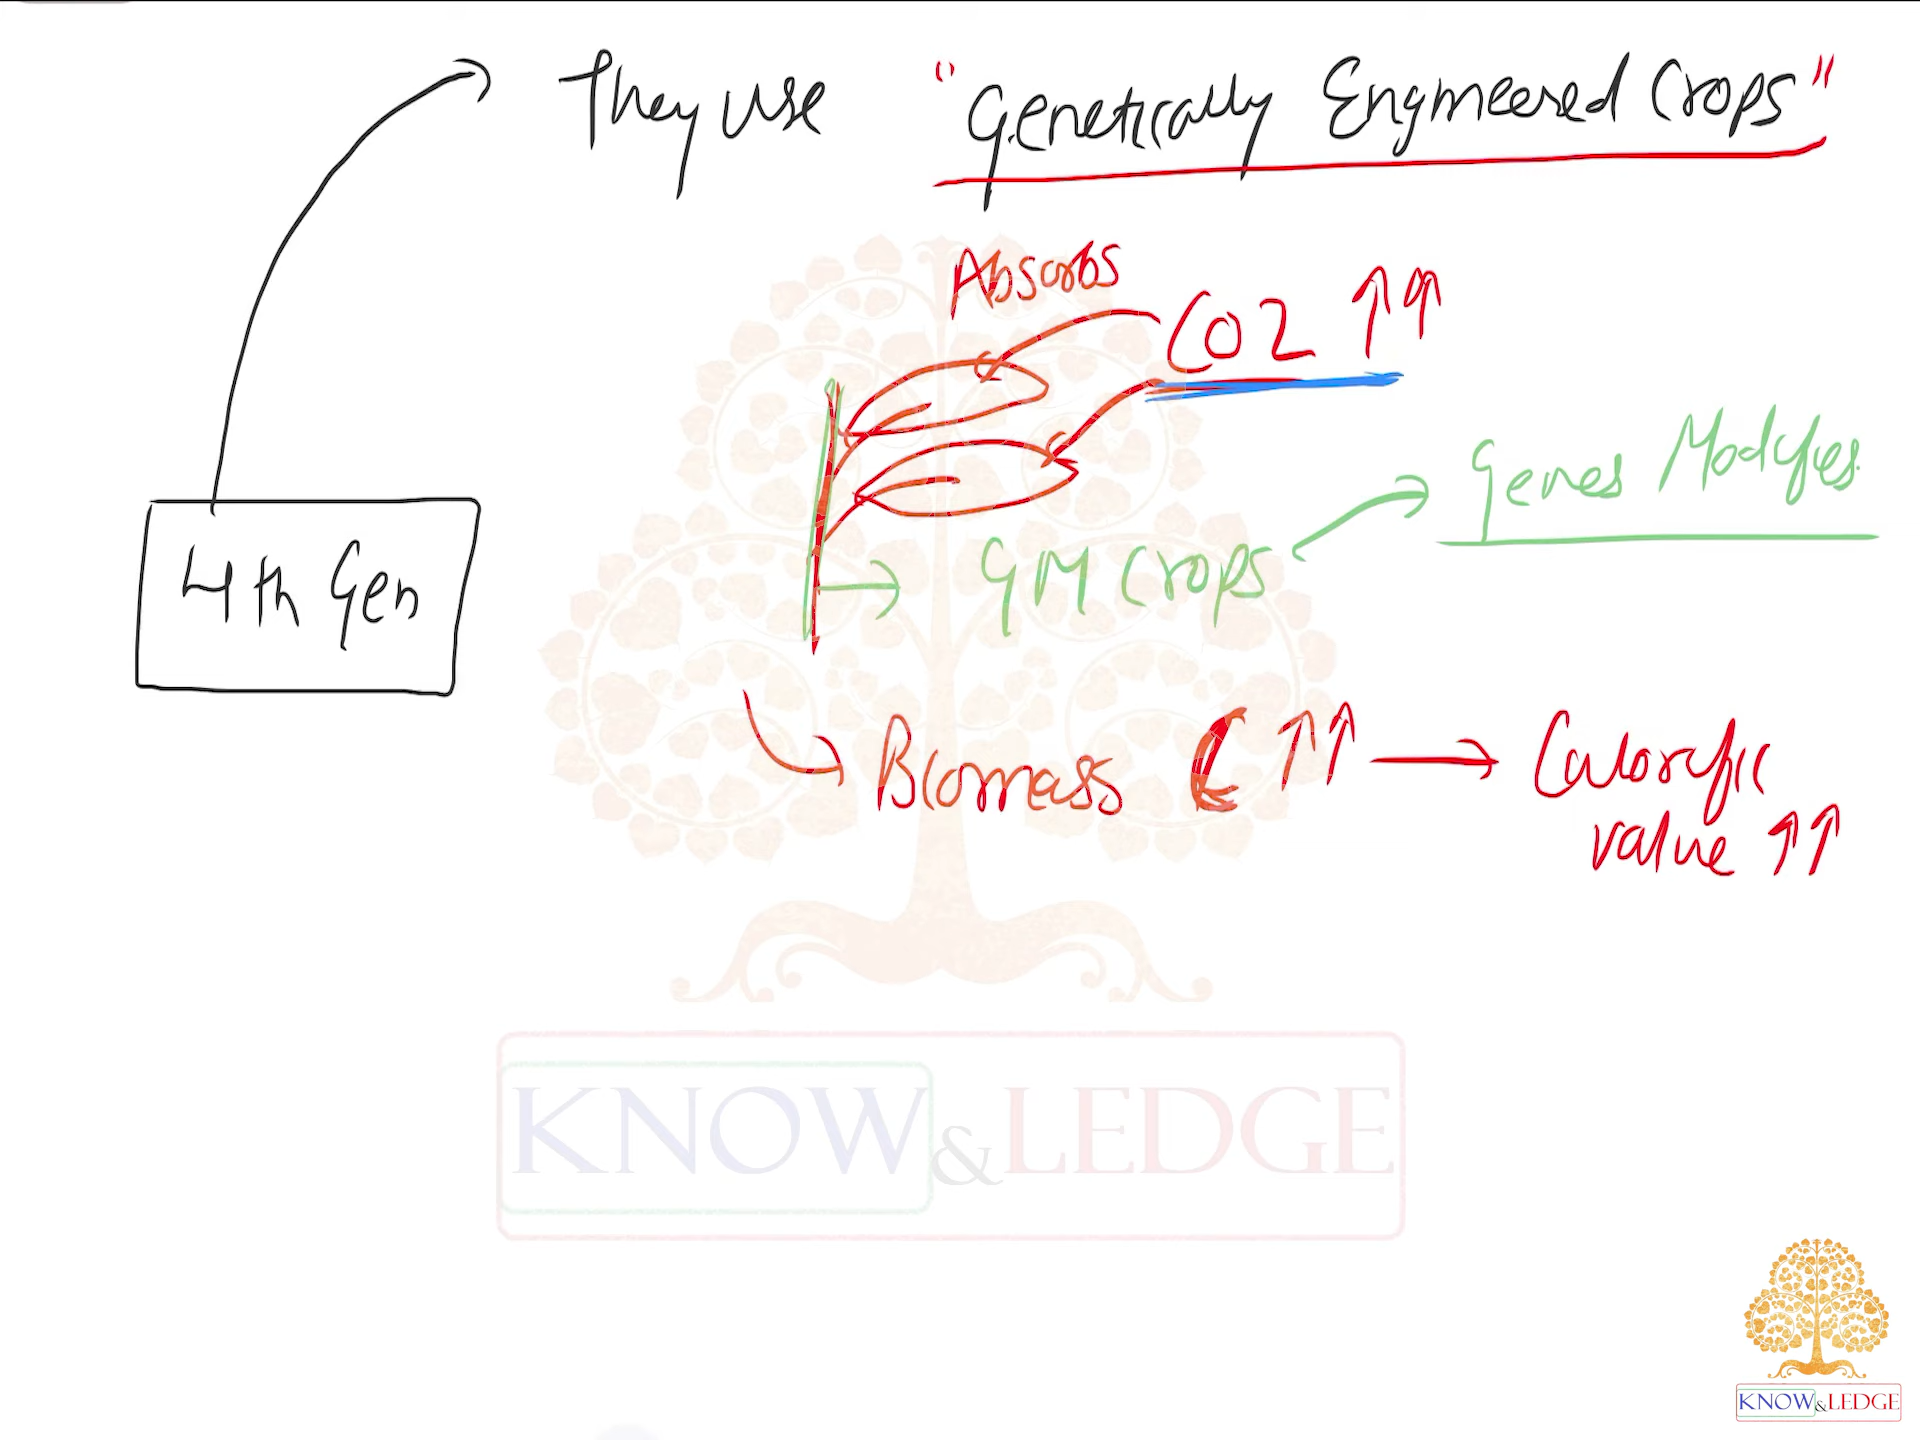 They use "Genetically Engineered Crops"
Absorbs
CO2 ↑↑
Genes Modifies
4th Gen
→ GM Crops →
Biomass C ↑↑ → Calorific
value ↑↑
KNOW&LEDGE
KNOW&LEDGE